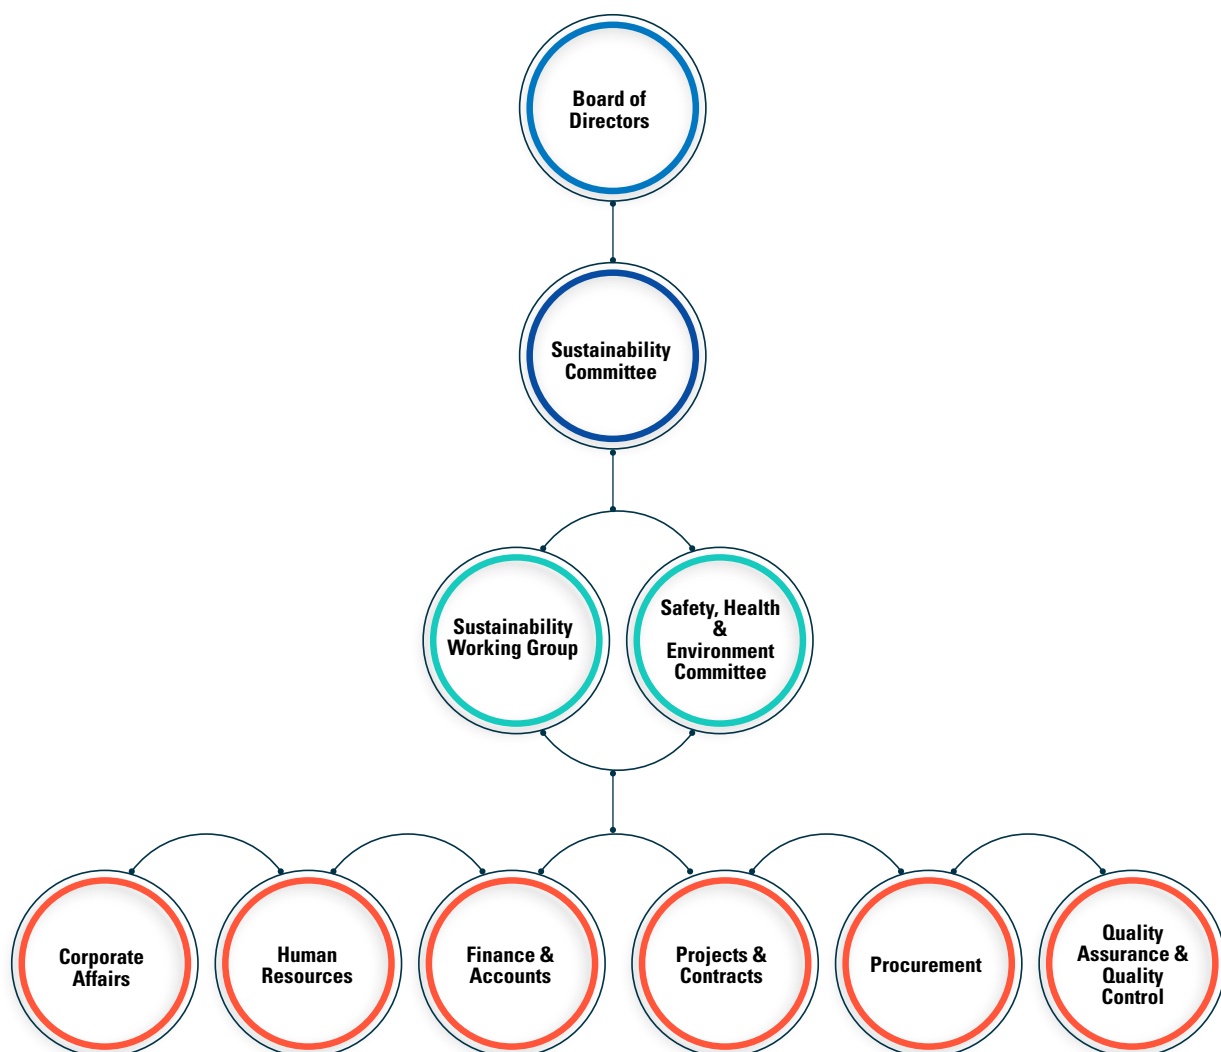 Board of
Directors
Sustainability
Committee
Sustainability
Working Group
Safety, Health
&
Environment
Committee
Corporate
Affairs
Human
Resources
Finance &
Accounts
Projects &
Contracts
Procurement
Quality
Assurance &
Quality
Control